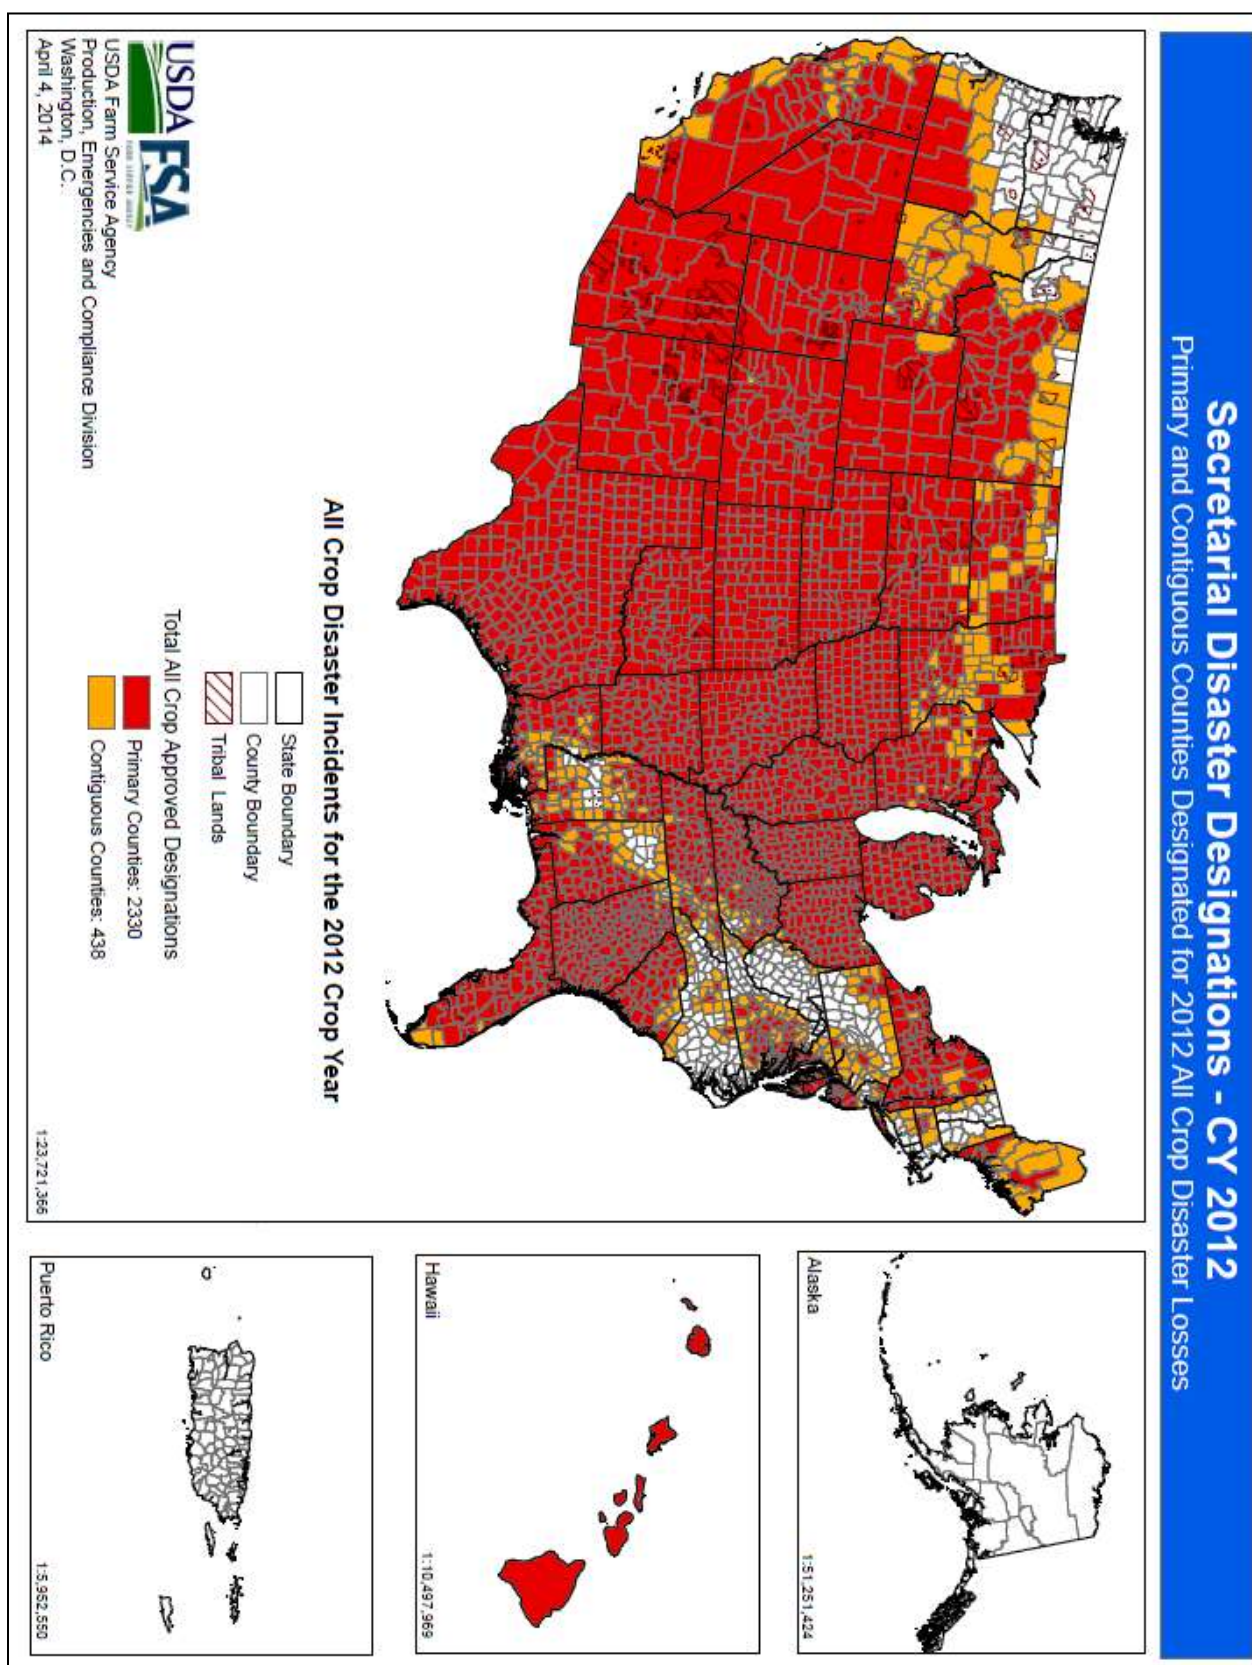 Secretarial Disaster Designations - CY 2012
Primary and Contiguous Counties Designated for 2012 All Crop Disaster Losses
All Crop Disaster Incidents for the 2012 Crop Year
State Boundary
County Boundary
Tribal Lands
Total All Crop Approved Designations
Primary Counties: 2330
Contiguous Counties: 438
USDA FSA
FARM SERVICE AGENCY
USDA Farm Service Agency
Production, Emergencies and Compliance Division
Washington, D.C.
April 4, 2014
1:23,721,366
Alaska
1:51,251,424
Hawaii
1:10,497,969
Puerto Rico
1:5,952,550